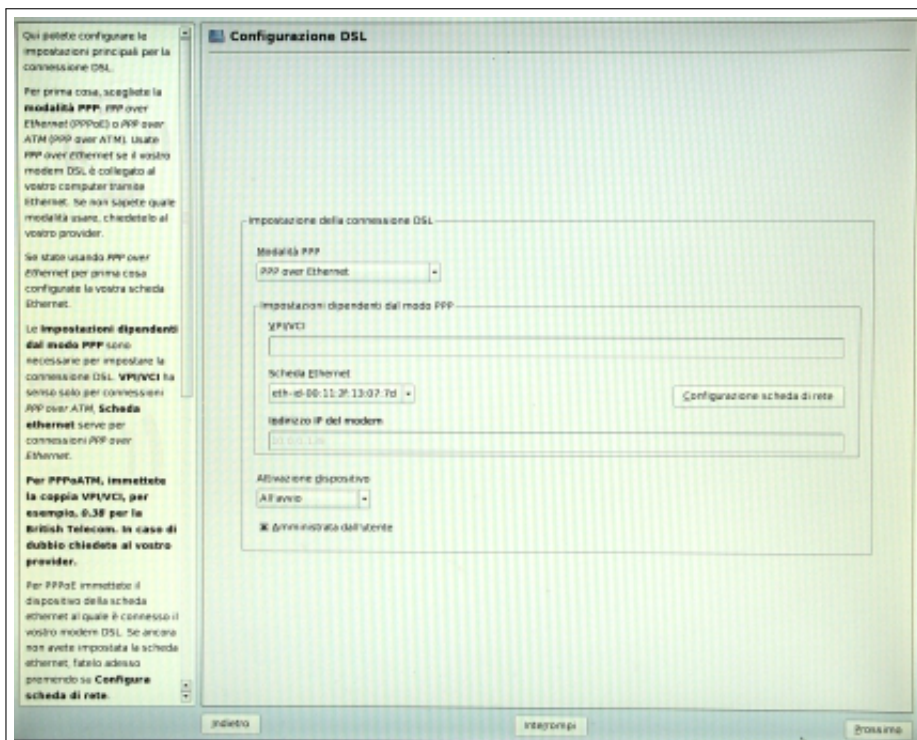 Qui potete configurare le
impostazioni principali per la
connessione DSL.
Per prima cosa, scegliete la
modalità PPP: PPP over
Ethernet (PPPoE) o PPP over
ATM (PPP over ATM). Usate
PPP over Ethernet se il vostro
modem DSL è collegato al
vostro computer tramite
Ethernet. Se non sapete quale
modalità usare, chiedetelo al
vostro provider.
Se state usando PPP over
Ethernet per prima cosa
configurate la vostra scheda
Ethernet.
Le Impostazioni dipendenti
dal modo PPP sono
necessarie per impostare la
connessione DSL. VPI/VCI ha
senso solo per connessioni
PPP over ATM, Scheda
ethernet serve per
connessioni PPP over
Ethernet.
Per PPPoATM, immettete
la coppia VPI/VCI, per
esempio, 0.38 per la
British Telecom. In caso di
dubbio chiedete al vostro
provider.
Per PPPoE immettete il
dispositivo della scheda
ethernet al quale è connesso il
vostro modem DSL. Se ancora
non avete impostata la scheda
ethernet, fatelo adesso
premendo su Configura
scheda di rete.
Configurazione DSL
Impostazione della connessione DSL
Modalità PPP
PPP over Ethernet
Impostazioni dipendenti dal modo PPP
VPI/VCI
Scheda Ethernet
eth-id-00:11:2f:13:07:7d
Configurazione scheda di rete
Indirizzo IP del modem
Attivazione dispositivo
All'avvio
Amministrata dall'utente
Indietro
Interrompi
Prossimo